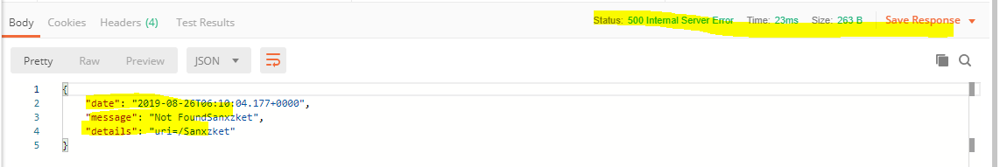 Body Cookies Headers (4) Test Results Status: 500 Internal Server Error Time: 23ms Size: 263 B Save Response
Pretty Raw Preview JSON
1 {
2 "date": "2019-08-26T06:10:04.177+0000",
3 "message": "Not FoundSanxzket",
4 "details": "uri=/Sanxzket"
5 }